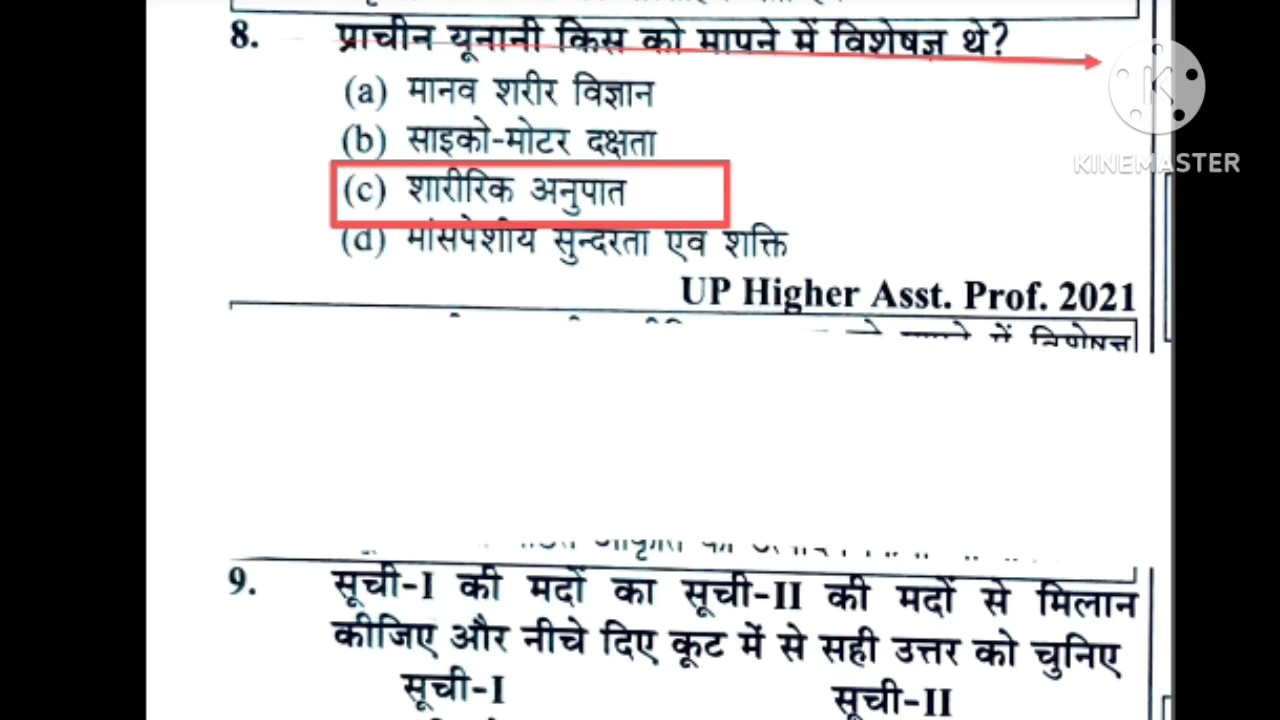 8. प्राचीन यूनानी किस को मापने में विशेषज्ञ थे?
(a) मानव शरीर विज्ञान
(b) साइको-मोटर दक्षता
(c) शारीरिक अनुपात
(d) मांसपेशीय सुन्दरता एवं शक्ति
UP Higher Asst. Prof. 2021
9. सूची-I की मदों का सूची-II की मदों से मिलान
कीजिए और नीचे दिए कूट में से सही उत्तर को चुनिए
सूची-I सूची-II
K
KINEMASTER